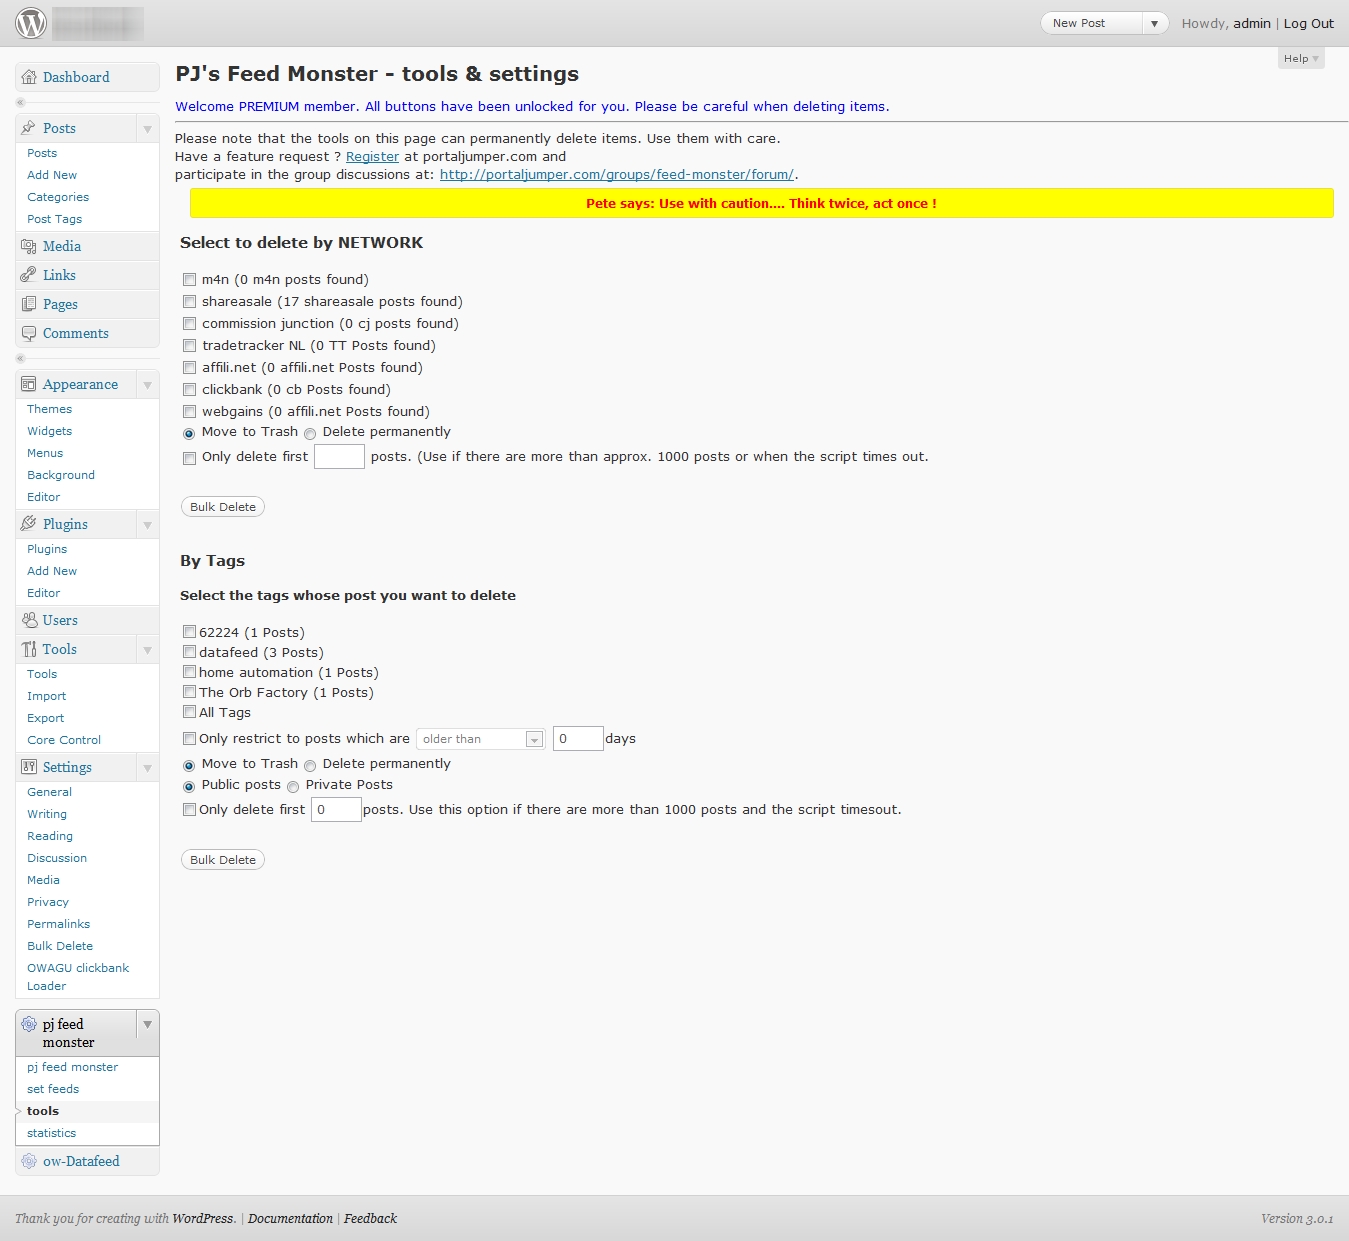 New Post
Howdy, admin | Log Out
Help
Dashboard
Posts
Posts
Add New
Categories
Post Tags
Media
Links
Pages
Comments
Appearance
Themes
Widgets
Menus
Background
Editor
Plugins
Plugins
Add New
Editor
Users
Tools
Tools
Import
Export
Core Control
Settings
General
Writing
Reading
Discussion
Media
Privacy
Permalinks
Bulk Delete
OWAGU clickbank
Loader
pj feed
monster
pj feed monster
set feeds
tools
statistics
ow-Datafeed
PJ's Feed Monster - tools & settings
Welcome PREMIUM member. All buttons have been unlocked for you. Please be careful when deleting items.
Please note that the tools on this page can permanently delete items. Use them with care.
Have a feature request ? Register at portaljumper.com and
participate in the group discussions at: http://portaljumper.com/groups/feed-monster/forum/.
Pete says: Use with caution.... Think twice, act once !
Select to delete by NETWORK
m4n (0 m4n posts found)
shareasale (17 shareasale posts found)
commission junction (0 cj posts found)
tradetracker NL (0 TT Posts found)
affili.net (0 affili.net Posts found)
clickbank (0 cb Posts found)
webgains (0 affili.net Posts found)
Move to Trash Delete permanently
Only delete first posts. (Use if there are more than approx. 1000 posts or when the script times out.
Bulk Delete
By Tags
Select the tags whose post you want to delete
62224 (1 Posts)
datafeed (3 Posts)
home automation (1 Posts)
The Orb Factory (1 Posts)
All Tags
Only restrict to posts which are older than 0 days
Move to Trash Delete permanently
Public posts Private Posts
Only delete first 0 posts. Use this option if there are more than 1000 posts and the script timesout.
Bulk Delete
Thank you for creating with WordPress. | Documentation | Feedback
Version 3.0.1